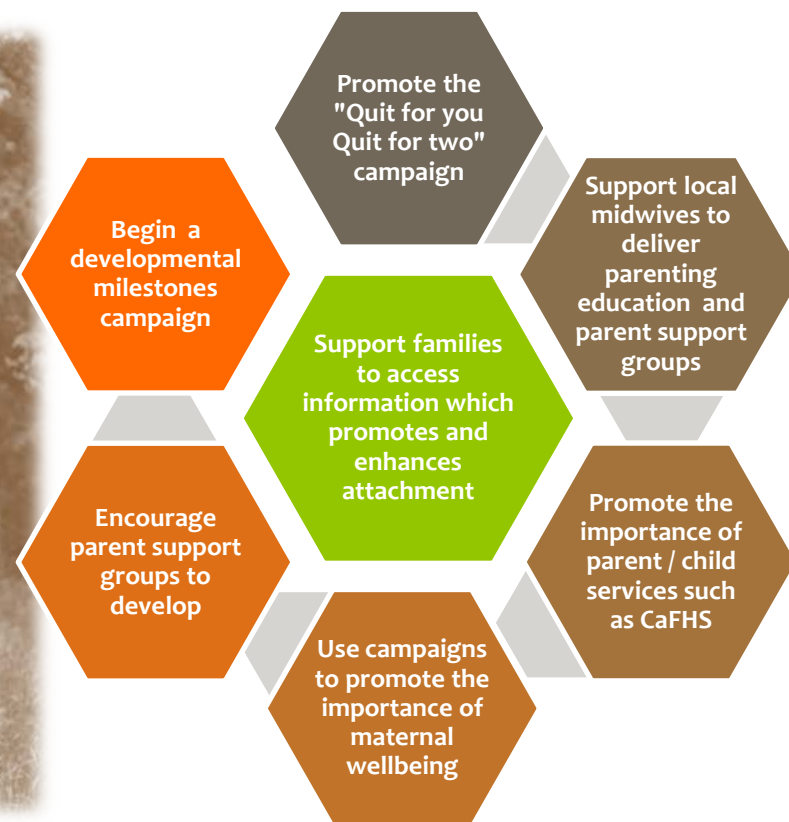 Promote the
"Quit for you
Quit for two"
campaign
Support local
midwives to
deliver
parenting
education and
parent support
groups
Promote the
importance of
parent / child
services such
as CaFHS
Use campaigns
to promote the
importance of
maternal
wellbeing
Encourage
parent support
groups to
develop
Begin a
developmental
milestones
campaign
Support families
to access
information which
promotes and
enhances
attachment